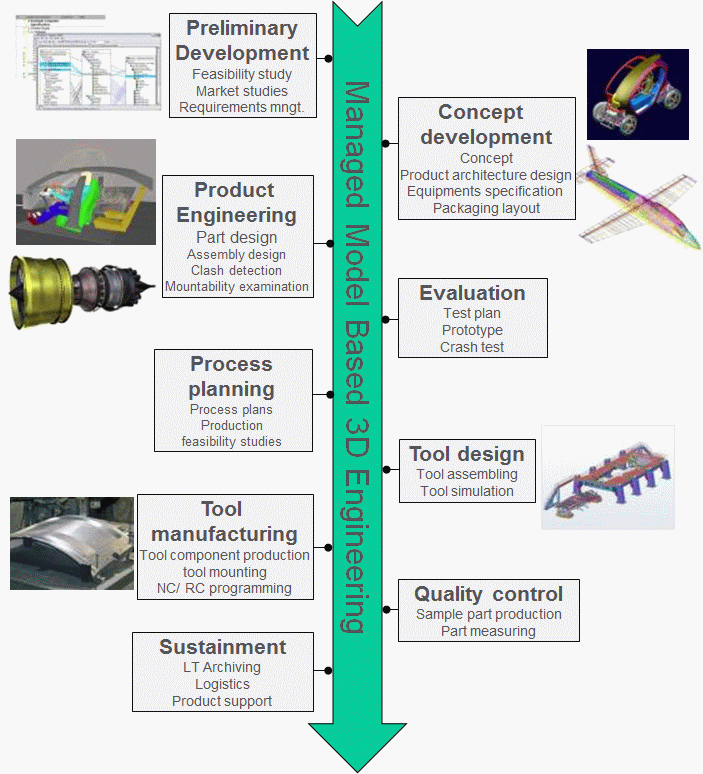 Preliminary
Development
Feasibility study
Market studies
Requirements mngt.
Managed Model Based 3D Engineering
Concept
development
Concept
Product architecture design
Equipments specification
Packaging layout
Product
Engineering
Part design
Assembly design
Clash detection
Mountability examination
Evaluation
Test plan
Prototype
Crash test
Process
planning
Process plans
Production
feasibility studies
Tool design
Tool assembling
Tool simulation
Tool
manufacturing
Tool component production
tool mounting
NC/ RC programming
Quality control
Sample part production
Part measuring
Sustainment
LT Archiving
Logistics
Product support